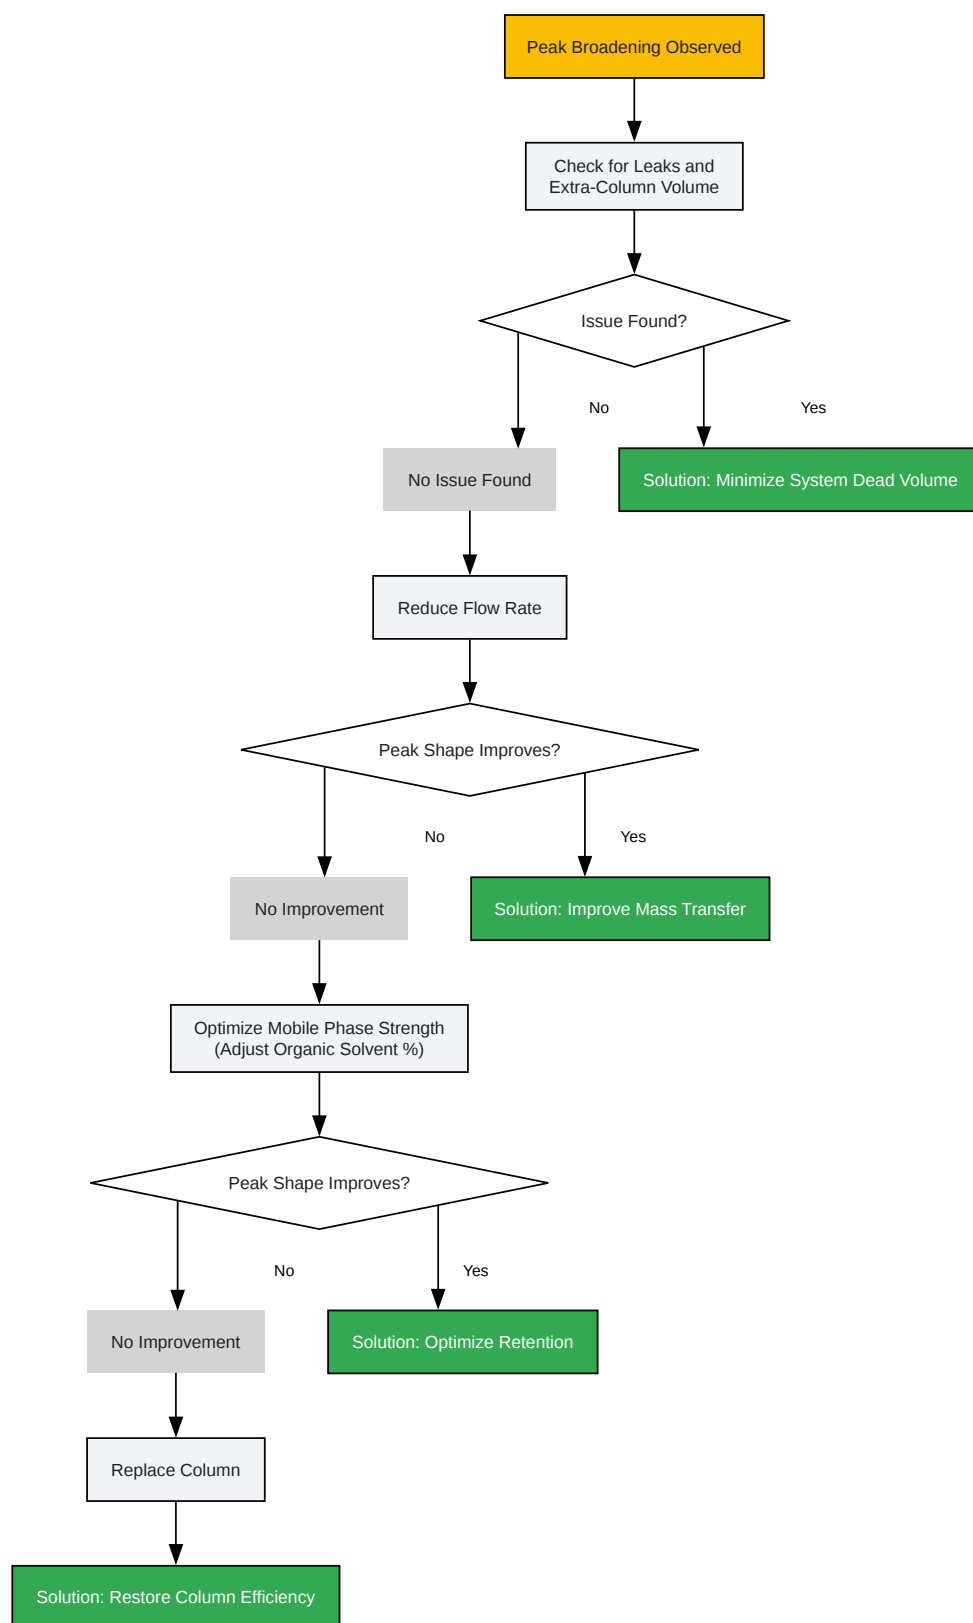 Peak Broadening Observed
Check for Leaks and
Extra-Column Volume
Issue Found?
No
Yes
No Issue Found
Solution: Minimize System Dead Volume
Reduce Flow Rate
Peak Shape Improves?
No
Yes
No Improvement
Solution: Improve Mass Transfer
Optimize Mobile Phase Strength
(Adjust Organic Solvent %)
Peak Shape Improves?
No
Yes
No Improvement
Solution: Optimize Retention
Replace Column
Solution: Restore Column Efficiency